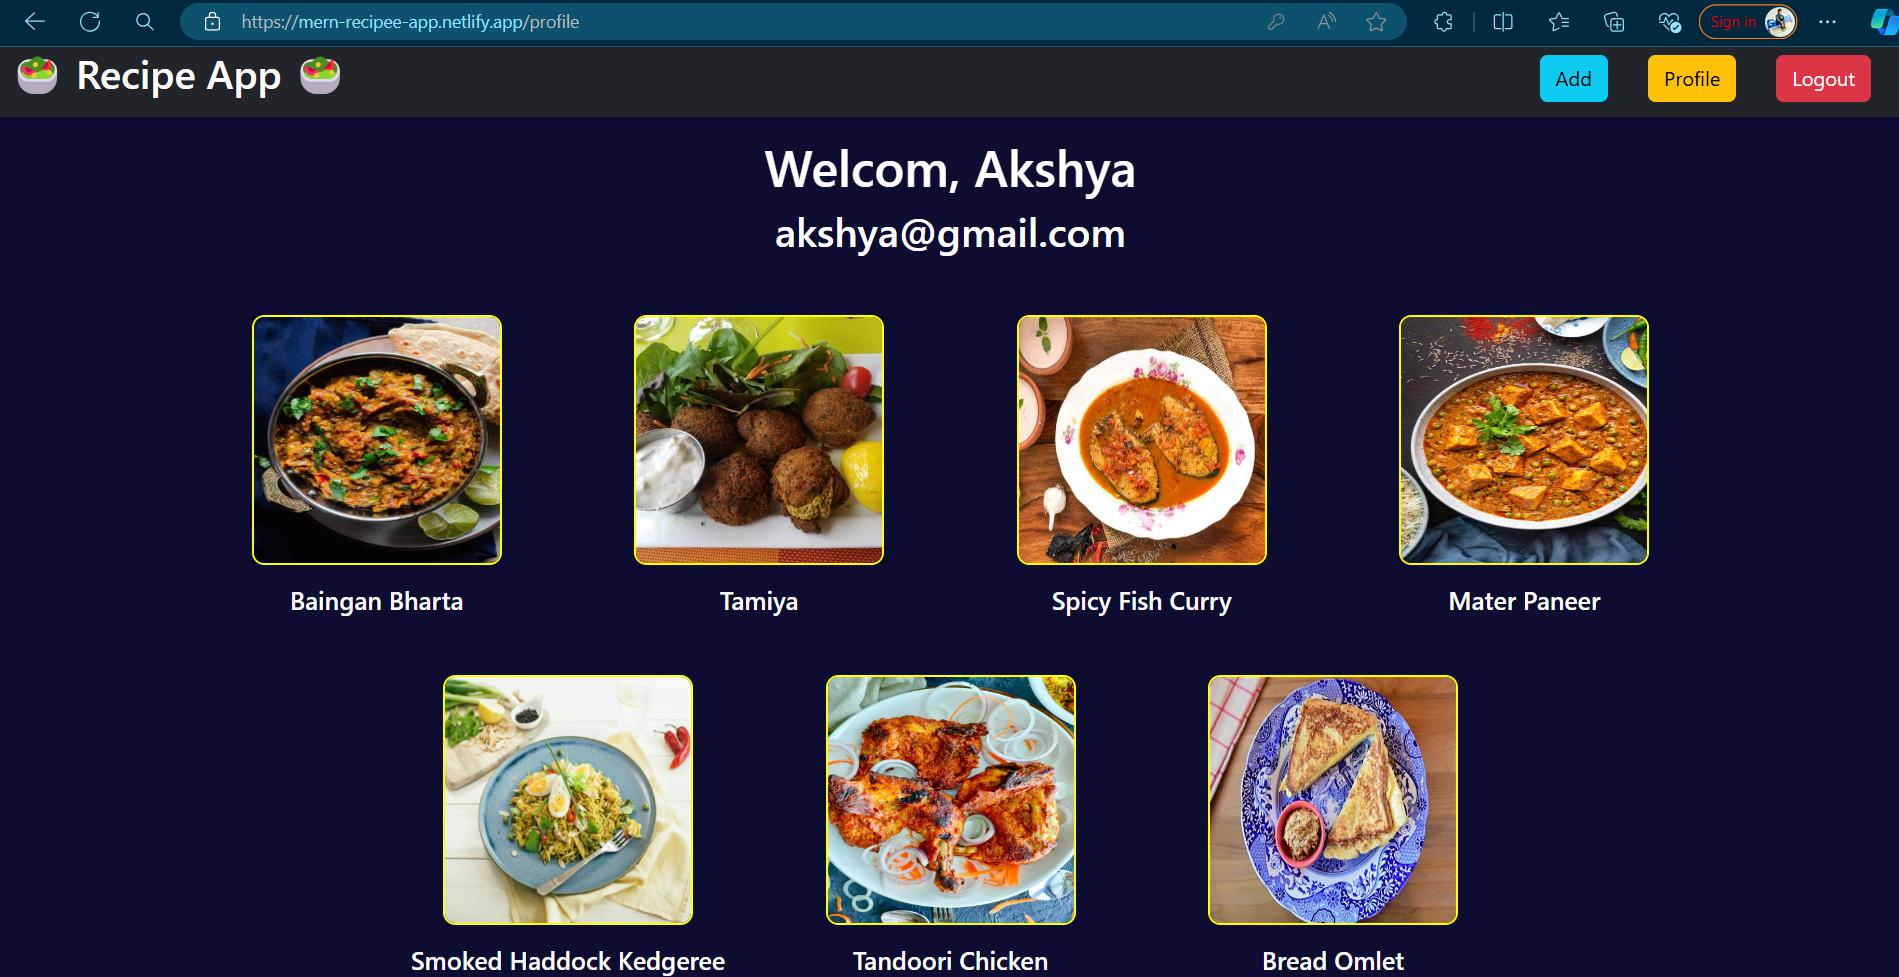 https://mern-recipee-app.netlify.app/profile
Sign in
Recipe App
Add
Profile
Logout
Welcom, Akshya
akshya@gmail.com
Baingan Bharta
Tamiya
Spicy Fish Curry
Mater Paneer
Smoked Haddock Kedgeree
Tandoori Chicken
Bread Omlet